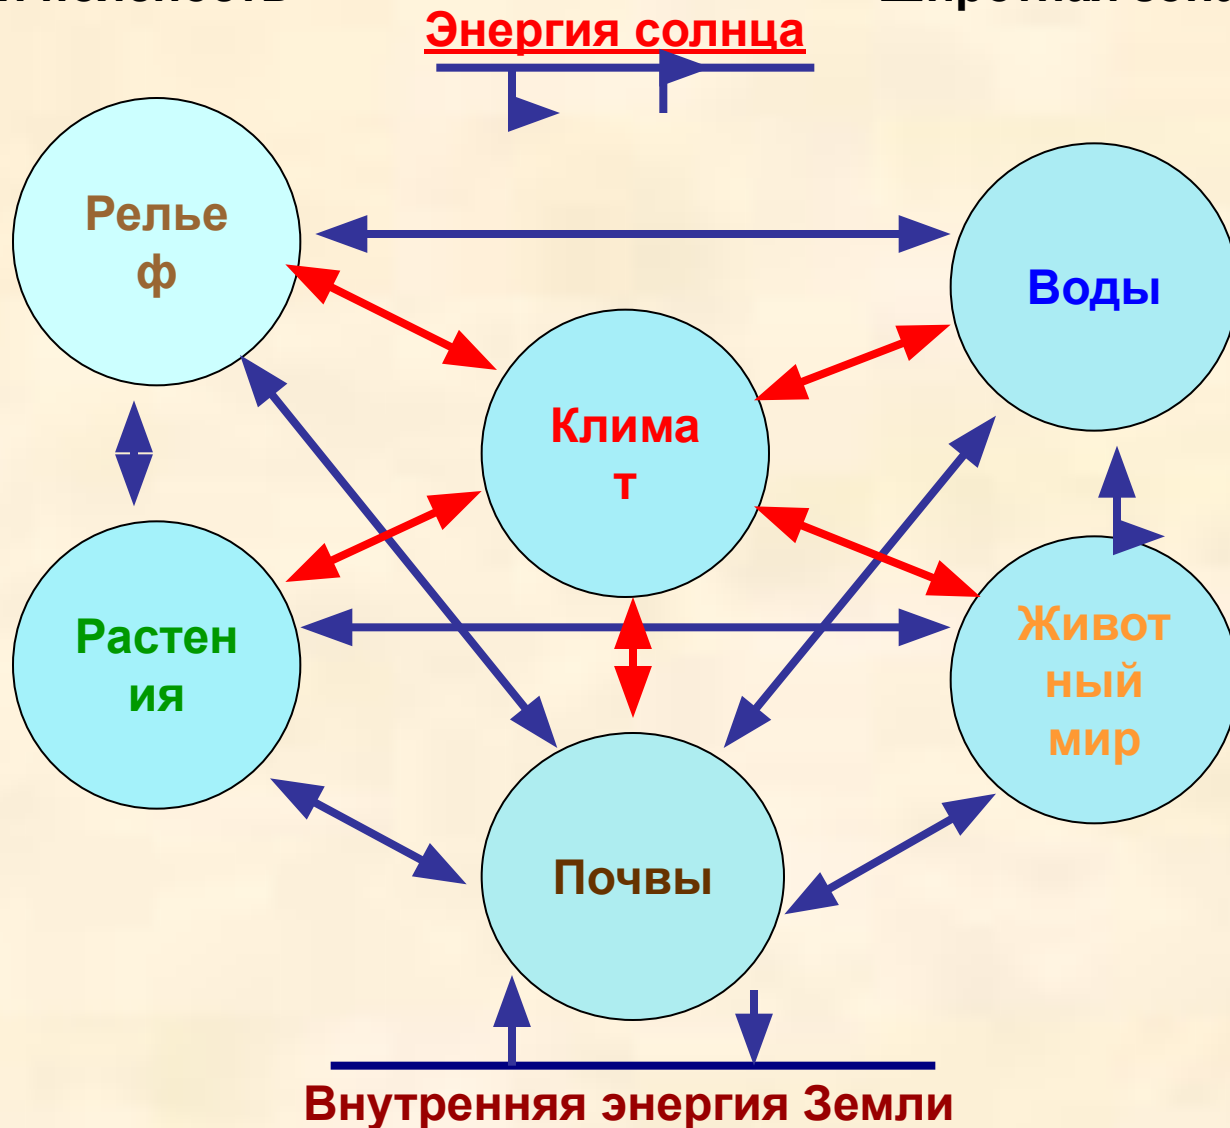 Энергия солнца
Релье
ф
Воды
Клима
т
Растен
ия
Живот
ный
мир
Почвы
Внутренняя энергия Земли